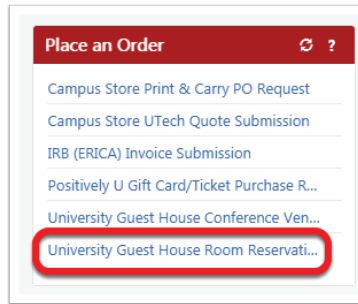 Place an Order ?
Campus Store Print & Carry PO Request
Campus Store UTech Quote Submission
IRB (ERICA) Invoice Submission
Positively U Gift Card/Ticket Purchase R...
University Guest House Conference Ven...
University Guest House Room Reservati...